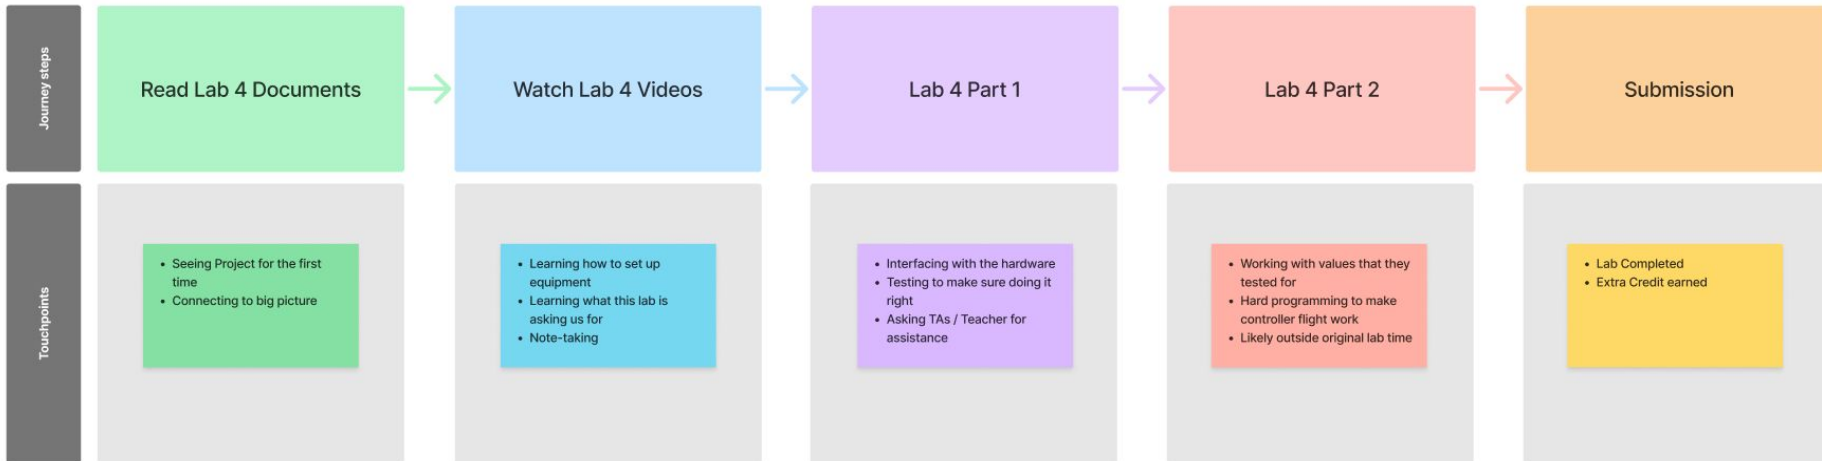 Journey steps
Read Lab 4 Documents
Watch Lab 4 Videos
Lab 4 Part 1
Lab 4 Part 2
Submission
Touchpoints
• Seeing Project for the first
time
• Connecting to big picture
• Learning how to set up
equipment
• Learning what this lab is
asking us for
• Note-taking
• Interfacing with the hardware
• Testing to make sure doing it
right
• Asking TAs / Teacher for
assistance
• Working with values that they
tested for
• Hard programming to make
controller flight work
• Likely outside original lab time
• Lab Completed
• Extra Credit earned